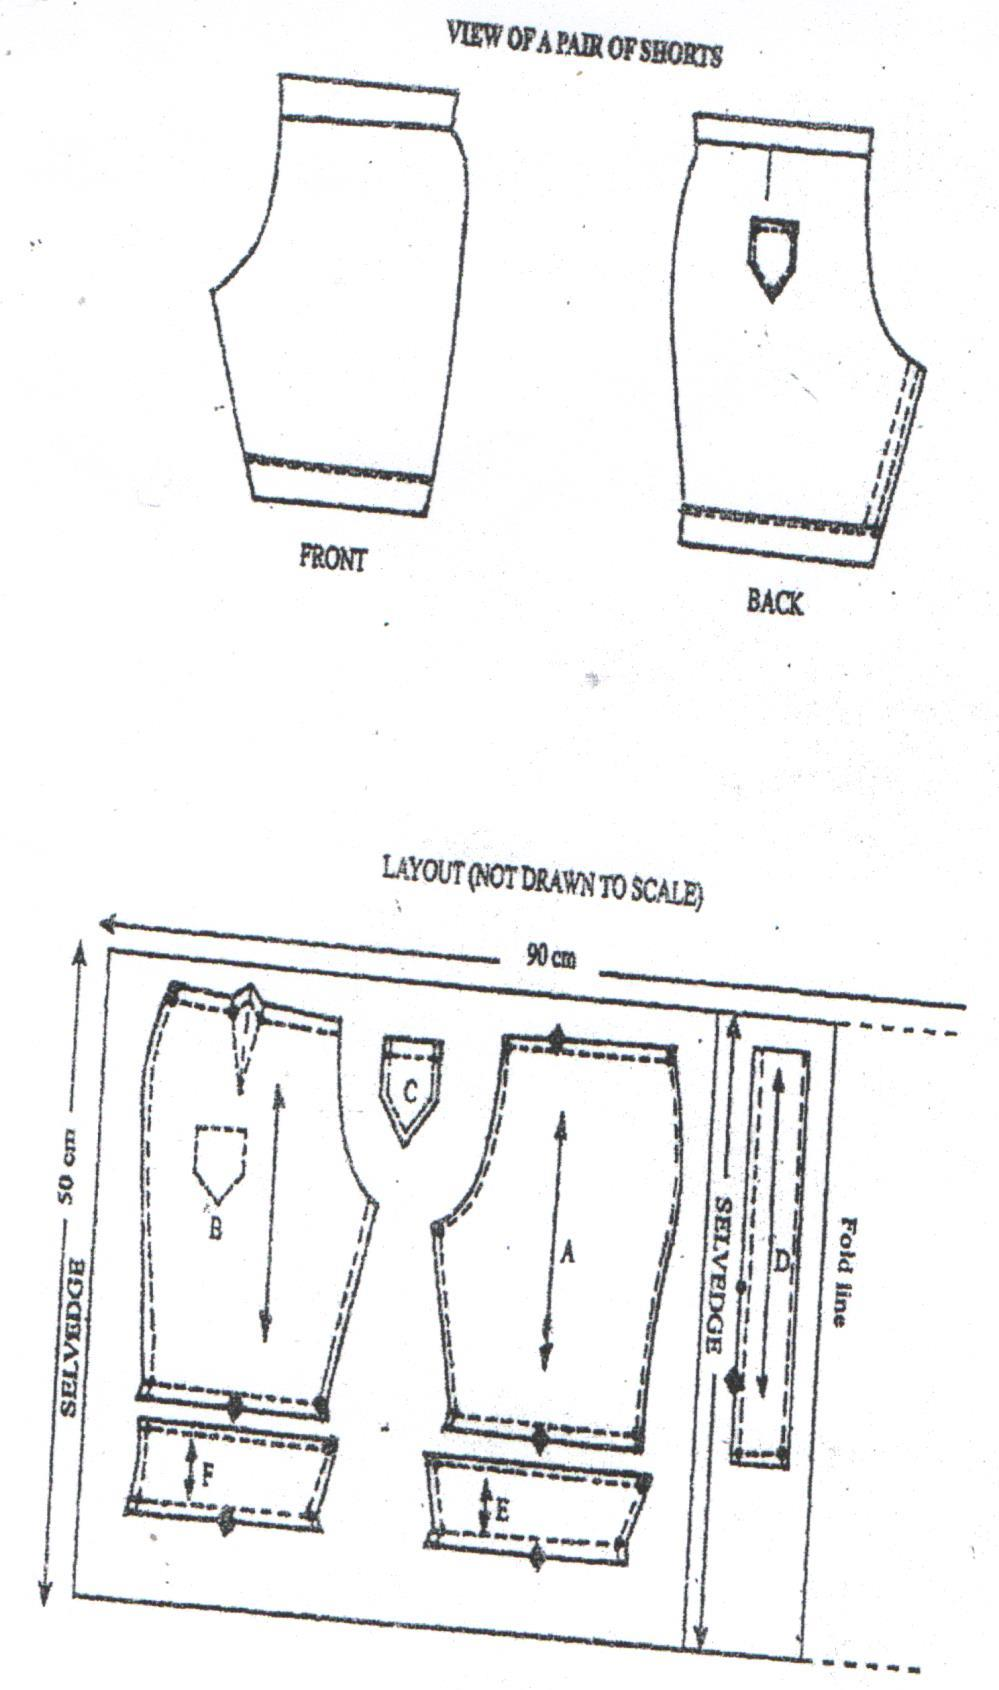 VIEW OF A PAIR OF SHORTS
FRONT
BACK
LAYOUT (NOT DRAWN TO SCALE)
90 cm
50 cm
SELVEDGE
B
C
A
SELVEDGE
D
Fold line
F
E